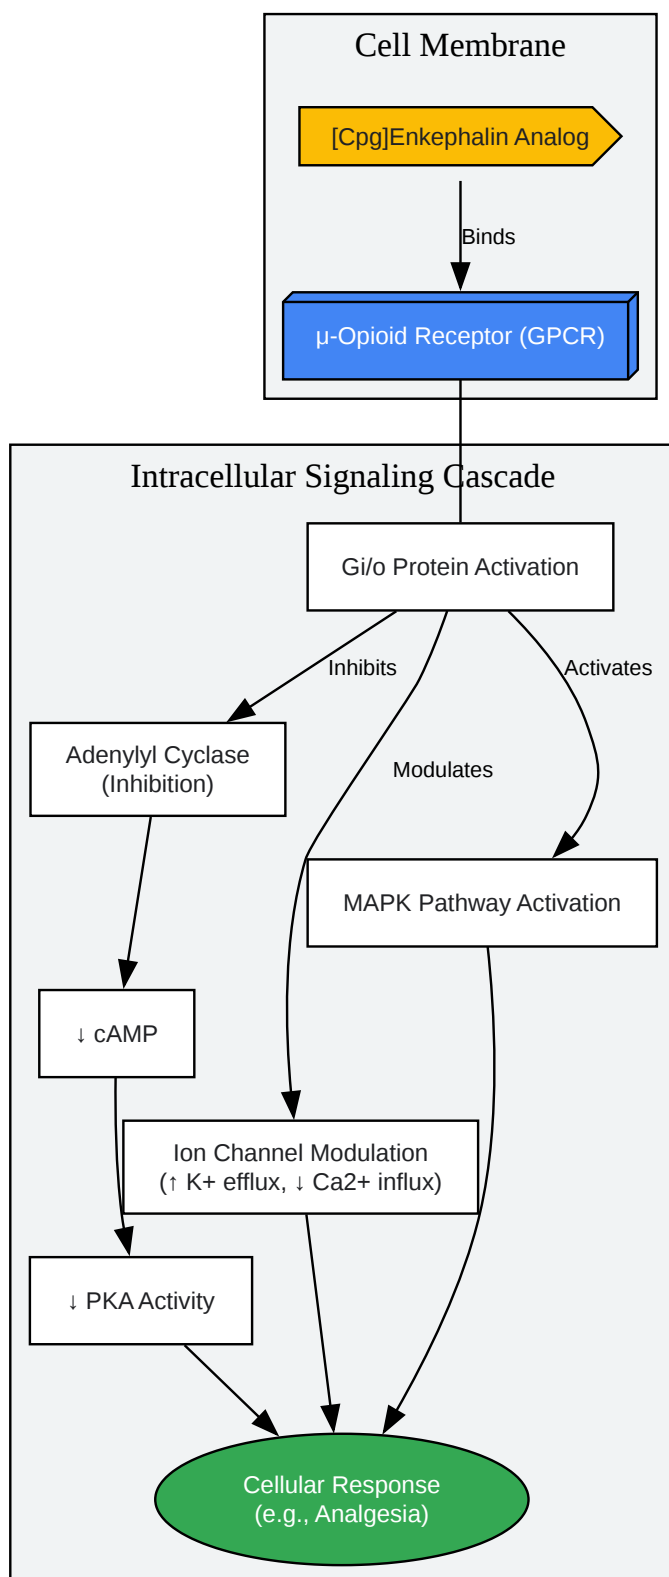 Cell Membrane
[Cpg]Enkephalin Analog
Binds
μ-Opioid Receptor (GPCR)
Intracellular Signaling Cascade
Gi/o Protein Activation
Inhibits
Activates
Adenylyl Cyclase
(Inhibition)
Modulates
MAPK Pathway Activation
↓ cAMP
Ion Channel Modulation
(↑ K+ efflux, ↓ Ca2+ influx)
↓ PKA Activity
Cellular Response
(e.g., Analgesia)